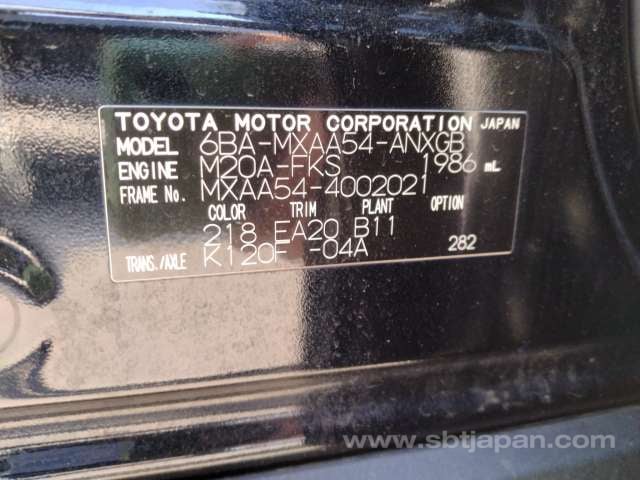 TOYOTA MOTOR CORPORATION JAPAN
MODEL 6BA-MXAA54-ANXGB
ENGINE M20A-FKS 1986 mL
FRAME No. MXAA54-4002021
COLOR TRIM PLANT OPTION
218 EA20 B11
TRANS./AXLE K120F -04A 282
www.sbtjapan.com